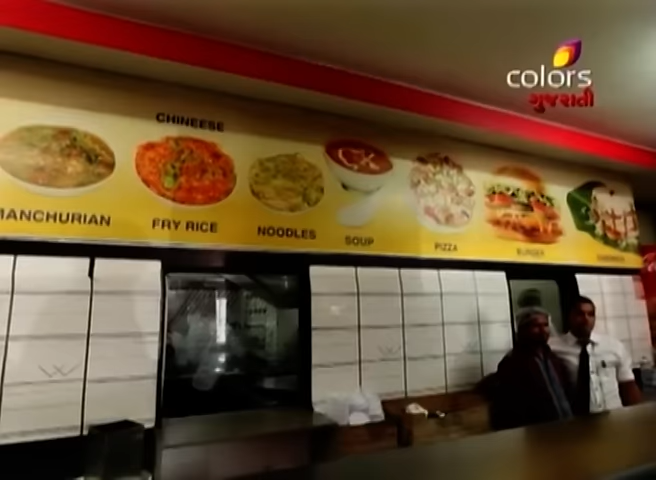 colors
ગુજરાતી
CHINEESE
MANCHURIAN
FRY RICE
NOODLES
SOUP
PIZZA
BURGER